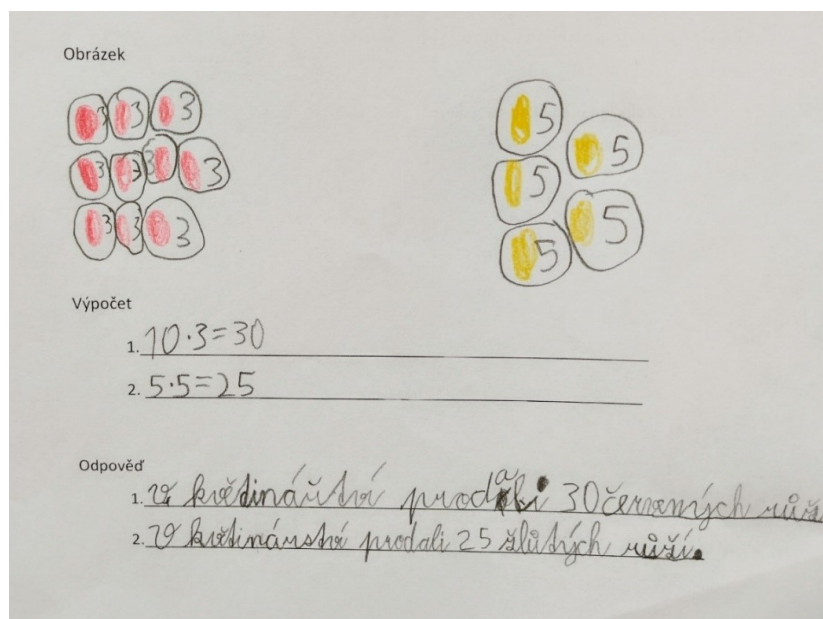 Obrázek
3 3 3
3 3 3 3
3 3 3
5
5
5
5
5
Výpočet
1. 10·3=30
2. 5·5=25
Odpověď
1. V květinářství prodali 30 červených růž
2. V květinářství prodali 25 žlutých růží.